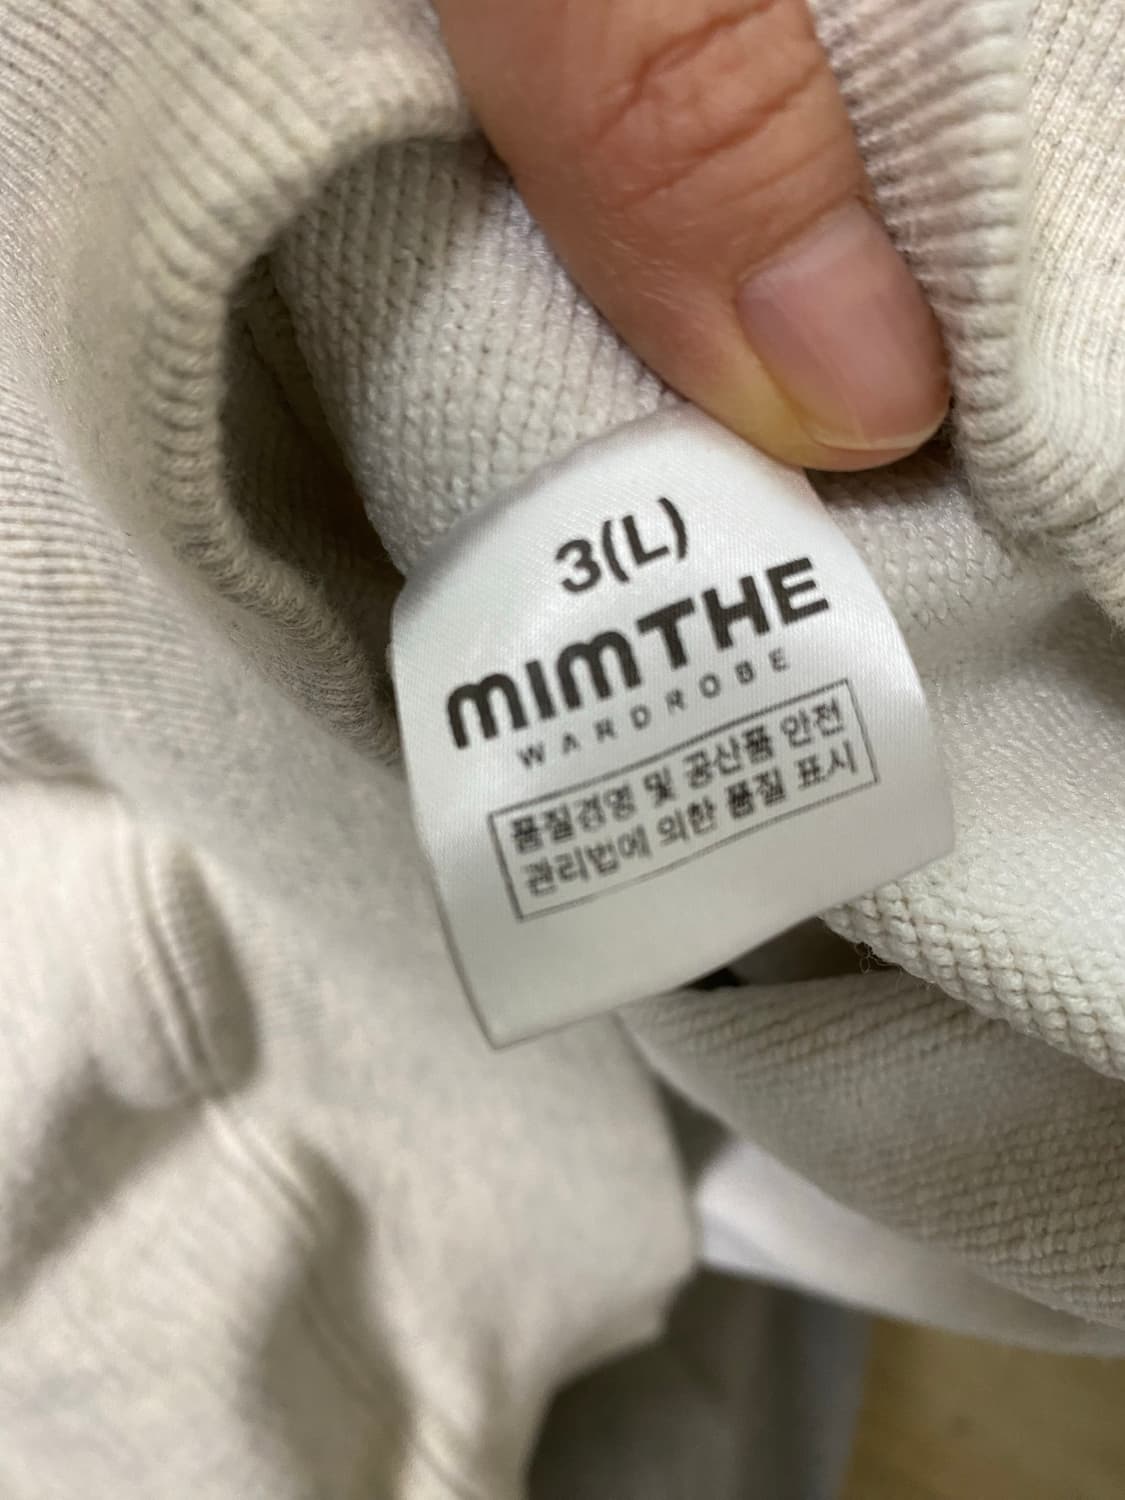 3(L)
mimTHE
WARDROBE
품질경영 및 공산품 안전
관리법에 의한 품질 표시